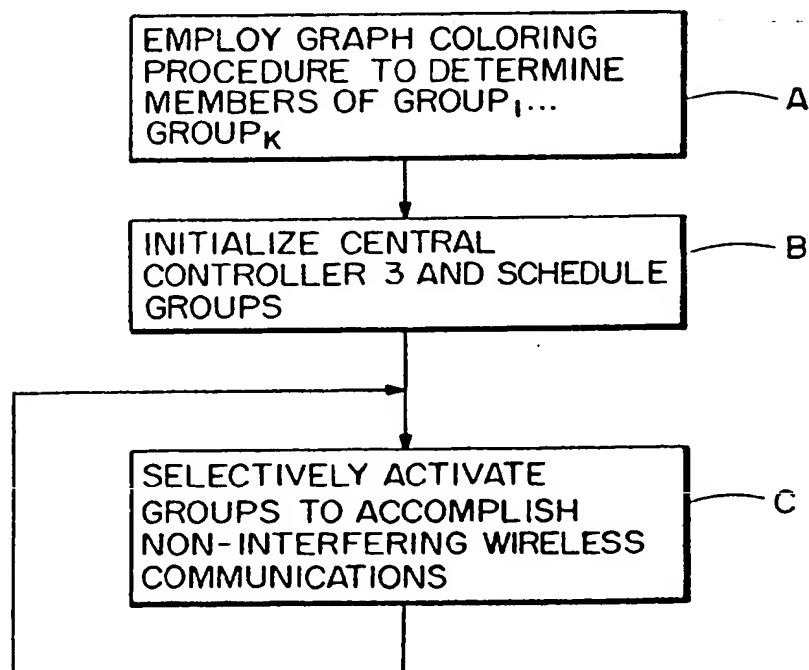 EMPLOY GRAPH COLORING
PROCEDURE TO DETERMINE
MEMBERS OF GROUP₁...
GROUP_K
A
INITIALIZE CENTRAL
CONTROLLER 3 AND SCHEDULE
GROUPS
B
SELECTIVELY ACTIVATE
GROUPS TO ACCOMPLISH
NON-INTERFERING WIRELESS
COMMUNICATIONS
C